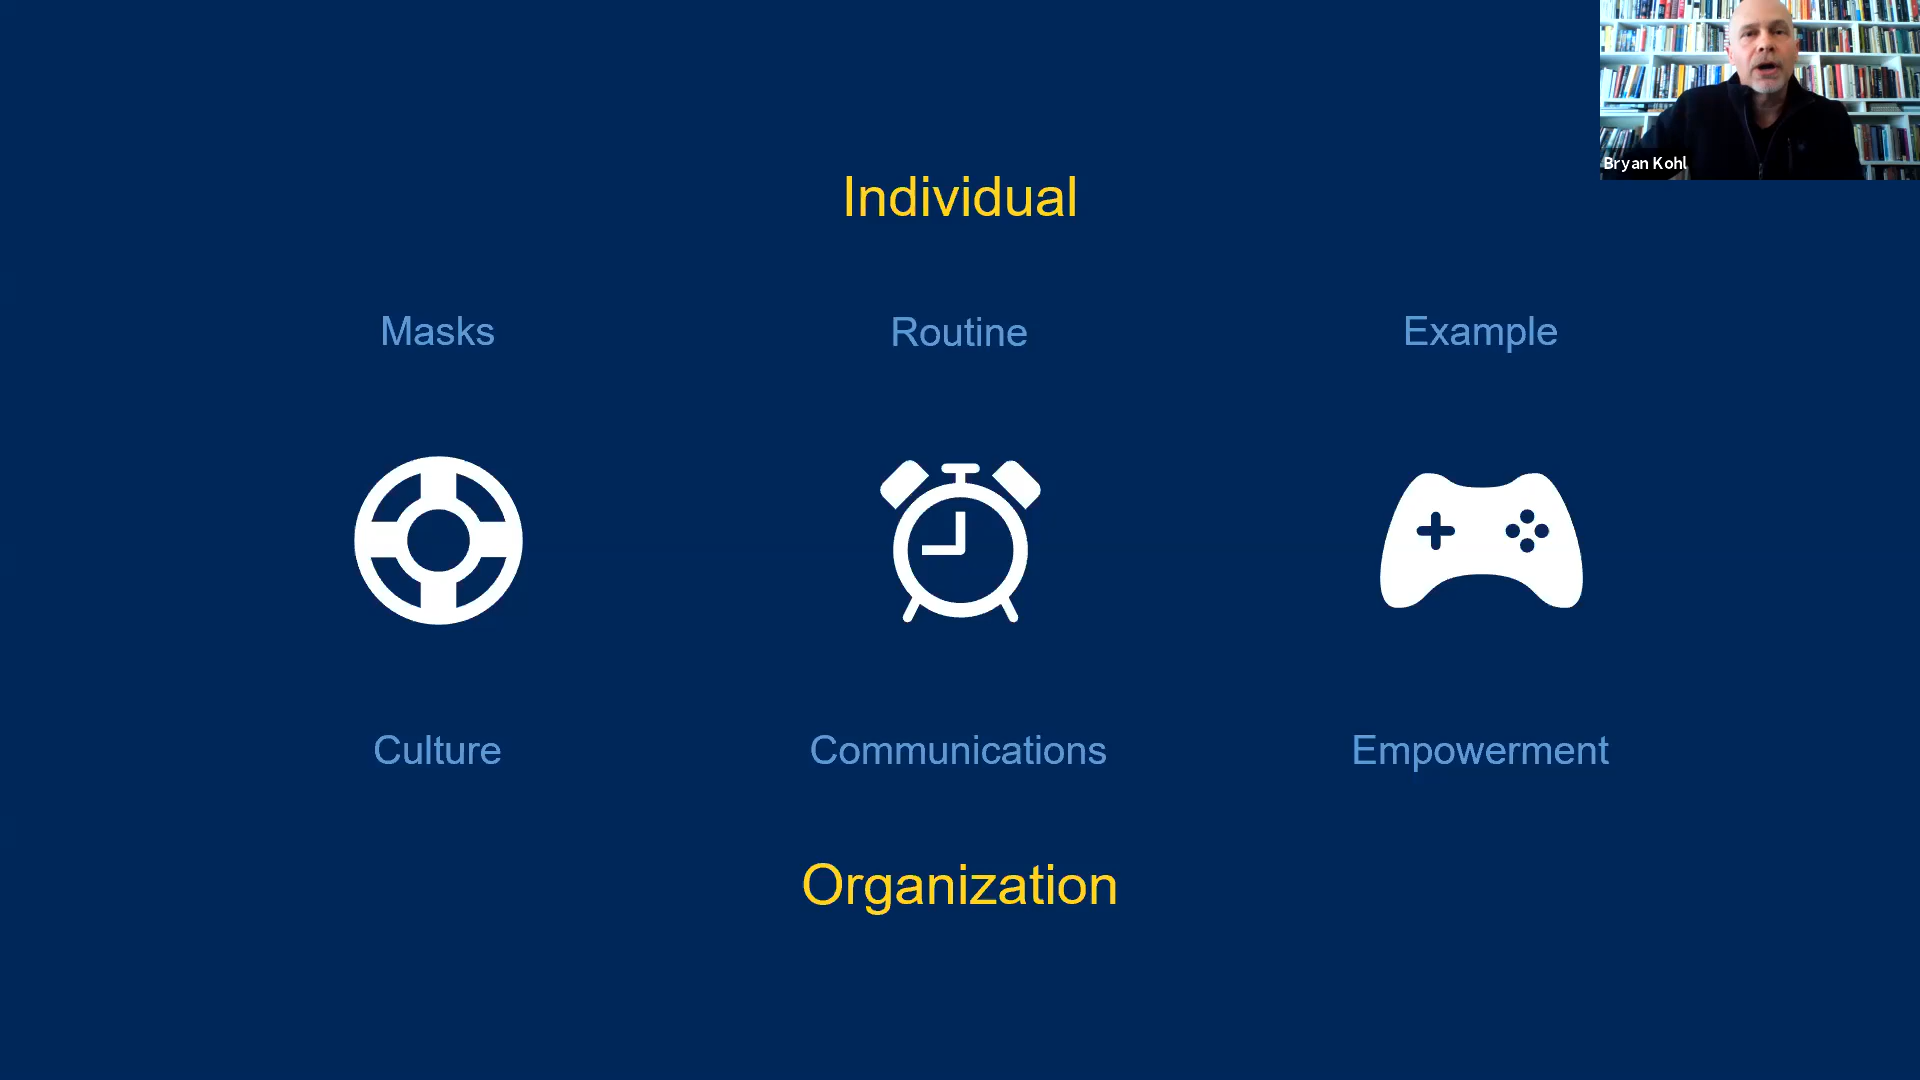 Bryan Kohl
Individual
Masks
Routine
Example
Culture
Communications
Empowerment
Organization